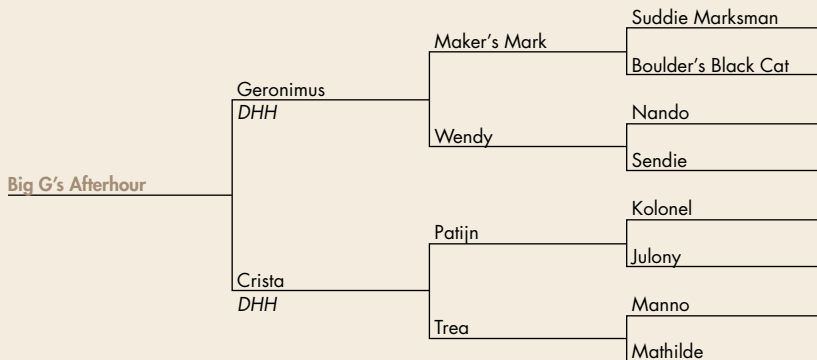 Suddie Marksman
Maker's Mark
Boulder's Black Cat
Geronimus
DHH
Nando
Wendy
Sendie
Big G's Afterhour
Kolonel
Patijn
Julony
Crista
DHH
Manno
Trea
Mathilde